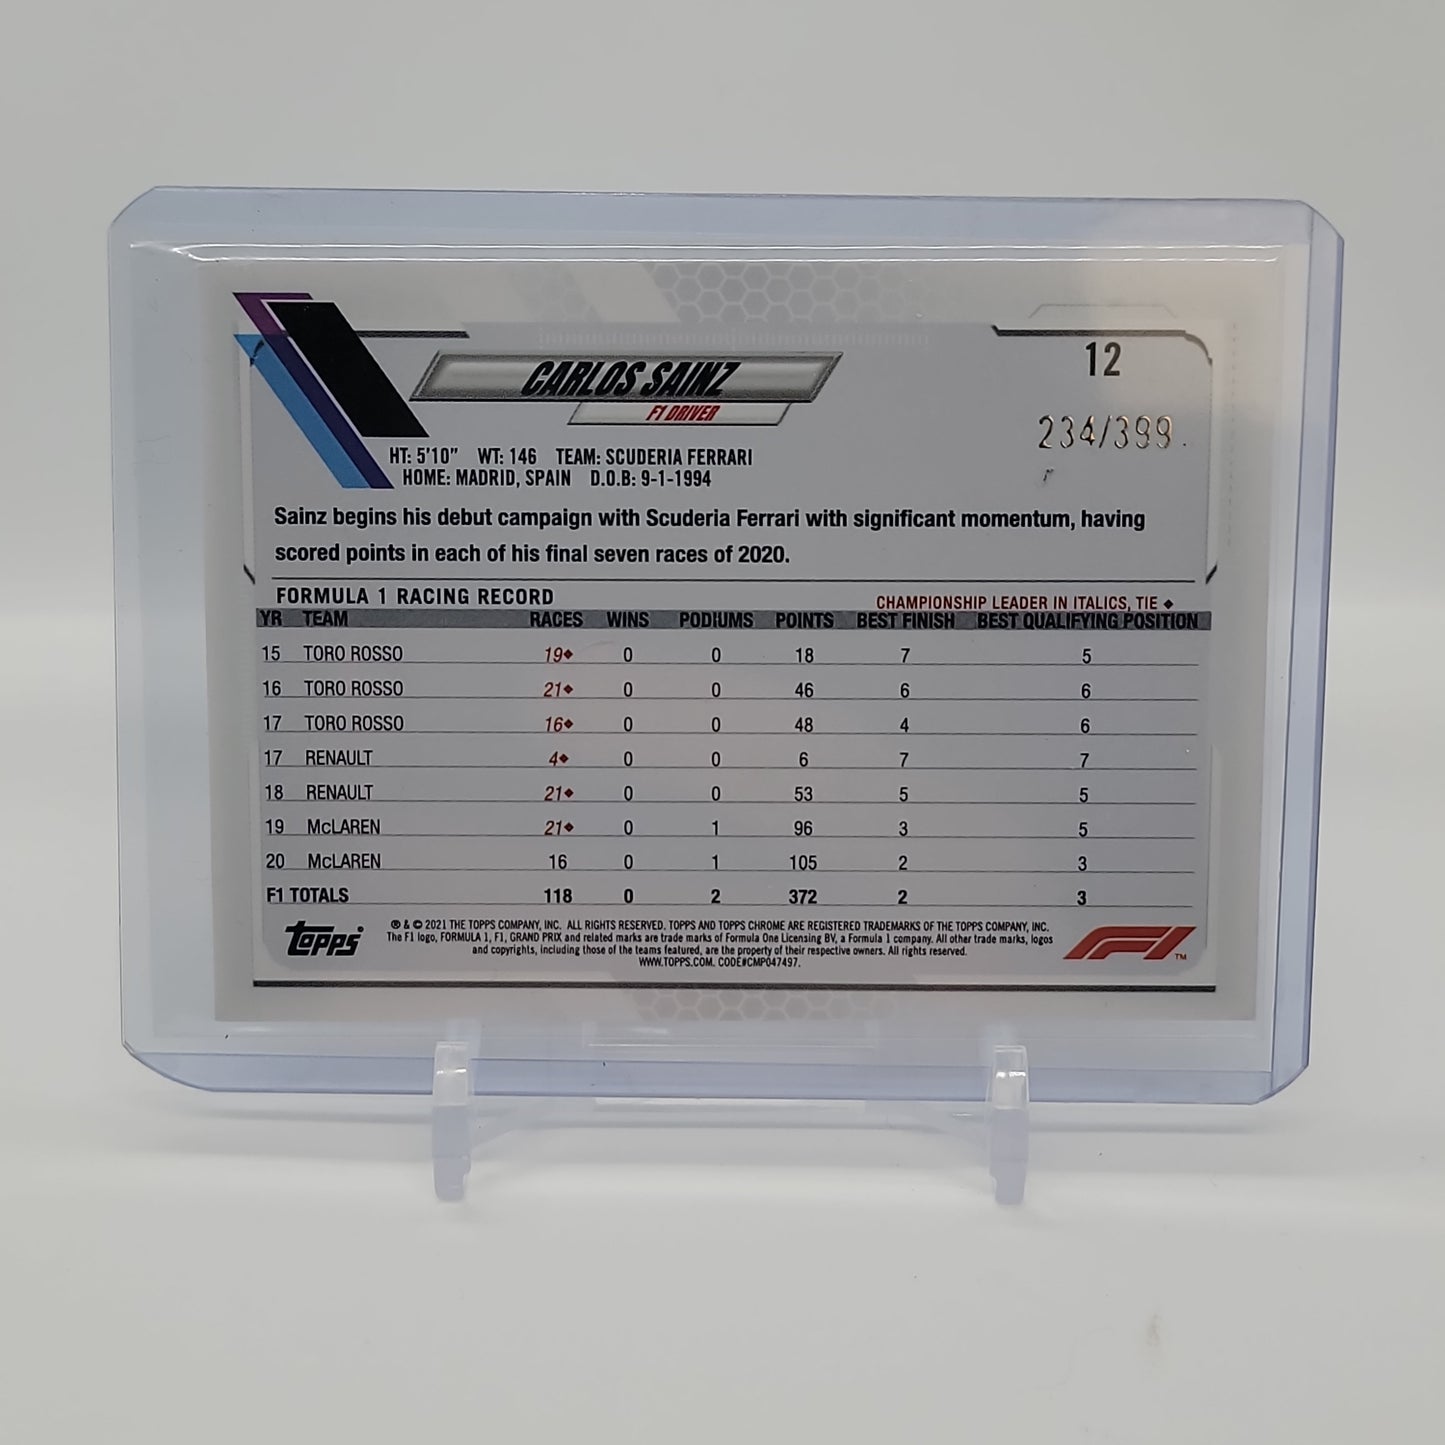 CARLOS SAINZ
F1 DRIVER
12
234/399
HT: 5'10" WT: 146 TEAM: SCUDERIA FERRARI
HOME: MADRID, SPAIN D.O.B: 9-1-1994
Sainz begins his debut campaign with Scuderia Ferrari with significant momentum, having
scored points in each of his final seven races of 2020.
FORMULA 1 RACING RECORD
CHAMPIONSHIP LEADER IN ITALICS, TIE ◆
YR TEAM RACES WINS PODIUMS POINTS BEST FINISH BEST QUALIFYING POSITION
15 TORO ROSSO 19◆ 0 0 18 7 5
16 TORO ROSSO 21◆ 0 0 46 6 6
17 TORO ROSSO 16◆ 0 0 48 4 6
17 RENAULT 4◆ 0 0 6 7 7
18 RENAULT 21◆ 0 0 53 5 5
19 McLAREN 21◆ 0 1 96 3 5
20 McLAREN 16 0 1 105 2 3
F1 TOTALS 118 0 2 372 2 3
topps
® & © 2021 THE TOPPS COMPANY, INC. ALL RIGHTS RESERVED. TOPPS AND TOPPS CHROME ARE REGISTERED TRADEMARKS OF THE TOPPS COMPANY, INC.
The F1 logo, FORMULA 1, F1, GRAND PRIX and related marks are trade marks of Formula One Licensing BV, a Formula 1 company. All other trade marks, logos
and copyrights, including those of the teams featured, are the property of their respective owners. All rights reserved.
WWW.TOPPS.COM. CODE#CMP047497.
F1 TM